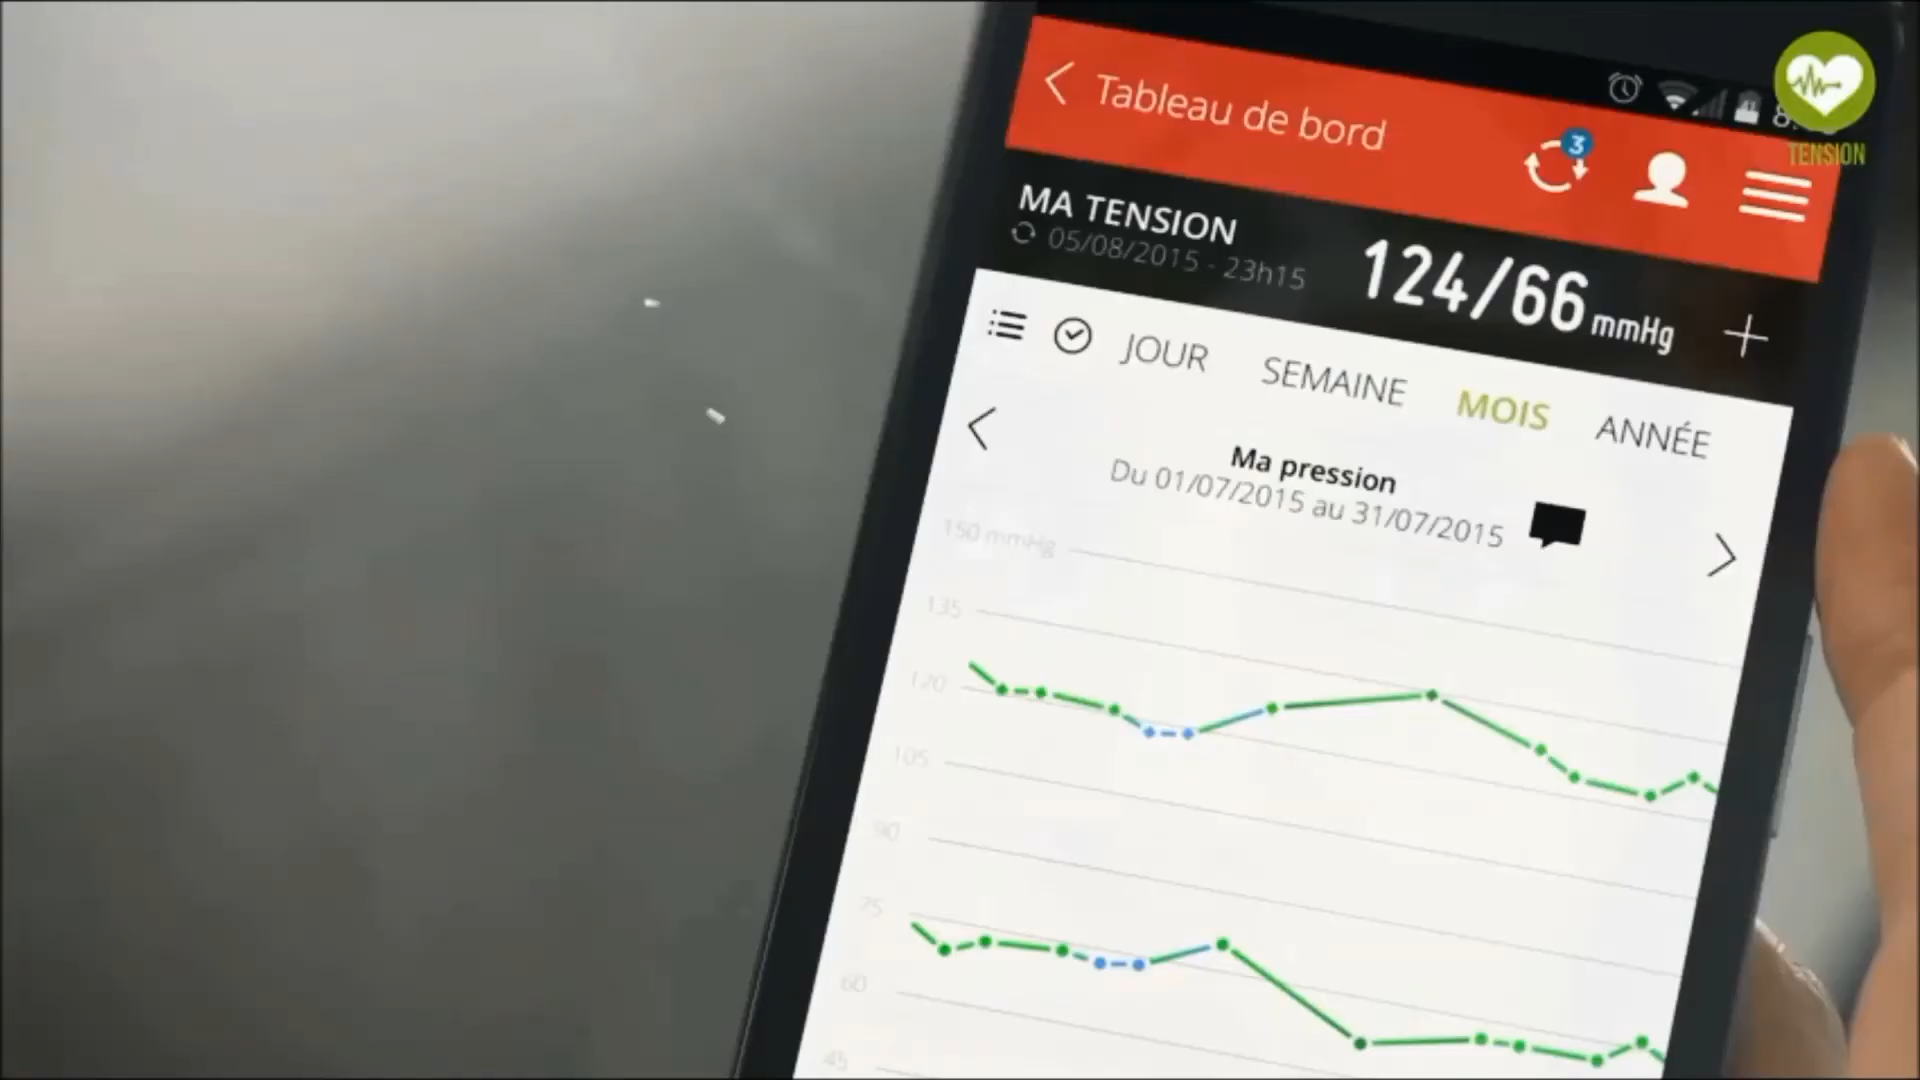 Tableau de bord
3
TENSION
MA TENSION
05/08/2015 - 23h15
124/66 mmHg
JOUR SEMAINE MOIS ANNÉE
Ma pression
Du 01/07/2015 au 31/07/2015
150 mmHg
135
120
105
90
75
60
45